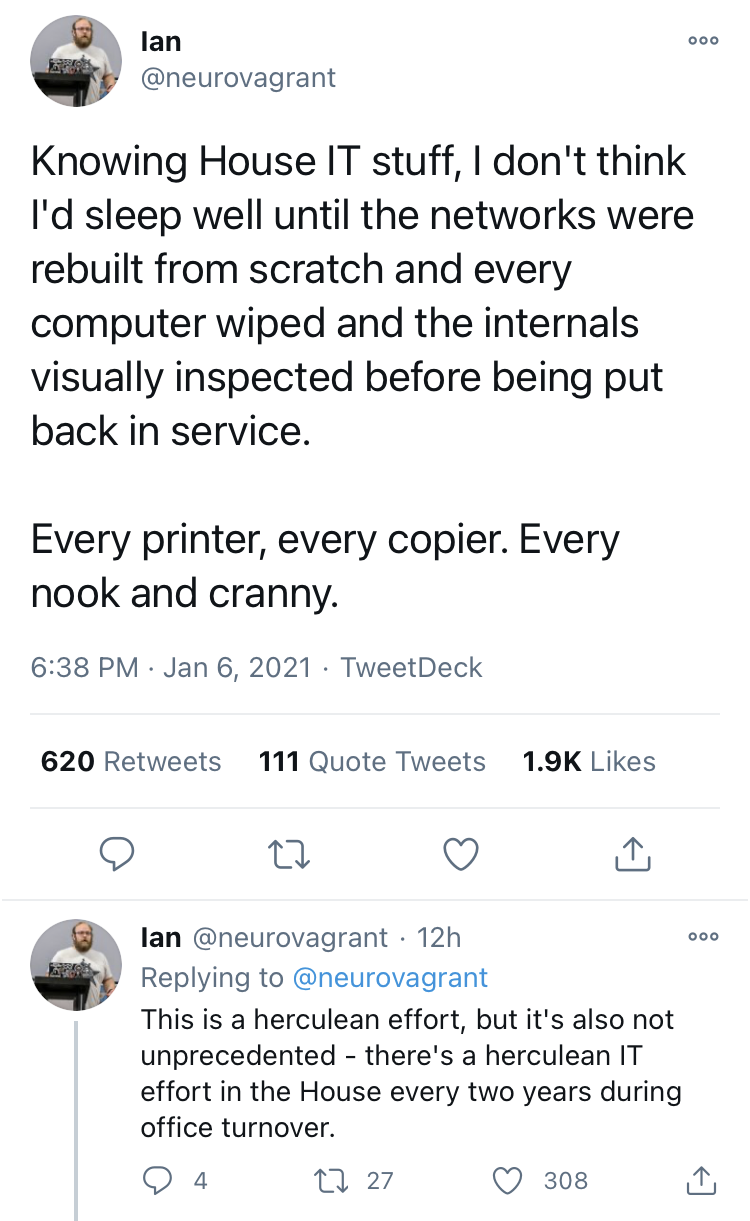 Ian
@neurovagrant
Knowing House IT stuff, I don't think
I'd sleep well until the networks were
rebuilt from scratch and every
computer wiped and the internals
visually inspected before being put
back in service.
Every printer, every copier. Every
nook and cranny.
6:38 PM · Jan 6, 2021 · TweetDeck
620 Retweets 111 Quote Tweets 1.9K Likes
Ian @neurovagrant · 12h
Replying to @neurovagrant
This is a herculean effort, but it's also not
unprecedented - there's a herculean IT
effort in the House every two years during
office turnover.
4 27 308